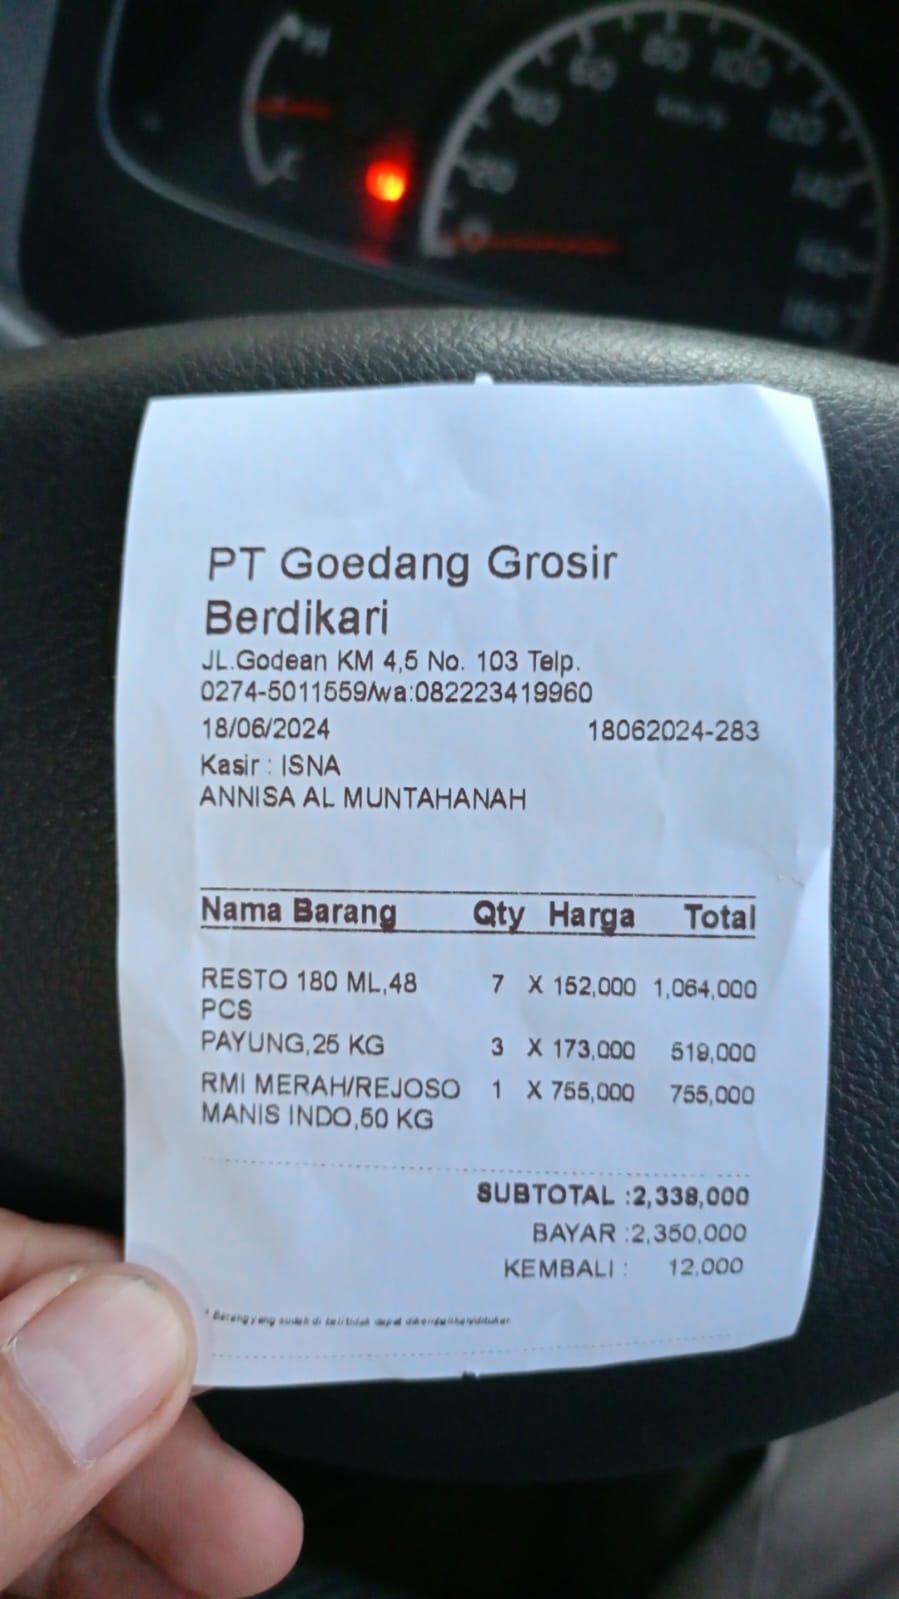 H
C
20
40
60
80
100
120
140
160
180
km/h
PT Goedang Grosir
Berdikari
JL.Godean KM 4,5 No. 103 Telp.
0274-5011559/wa:082223419960
18/06/2024 18062024-283
Kasir : ISNA
ANNISA AL MUNTAHANAH
Nama Barang Qty Harga Total
RESTO 180 ML,48 7 X 152,000 1,064,000
PCS
PAYUNG,25 KG 3 X 173,000 519,000
RMI MERAH/REJOSO 1 X 755,000 755,000
MANIS INDO,50 KG
SUBTOTAL :2,338,000
BAYAR :2,350,000
KEMBALI : 12,000
* Barang yang sudah di beli tidak dapat dikembalikan/ditukar